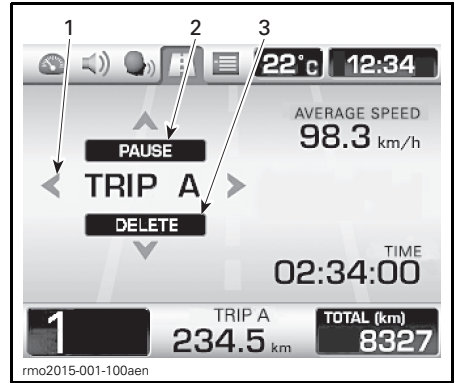 1 2 3
22°c 12:34
AVERAGE SPEED
98.3 km/h
PAUSE
TRIP A
DELETE
TIME
02:34:00
1
TRIP A
234.5 km
TOTAL (km)
8327
rmo2015-001-100aen